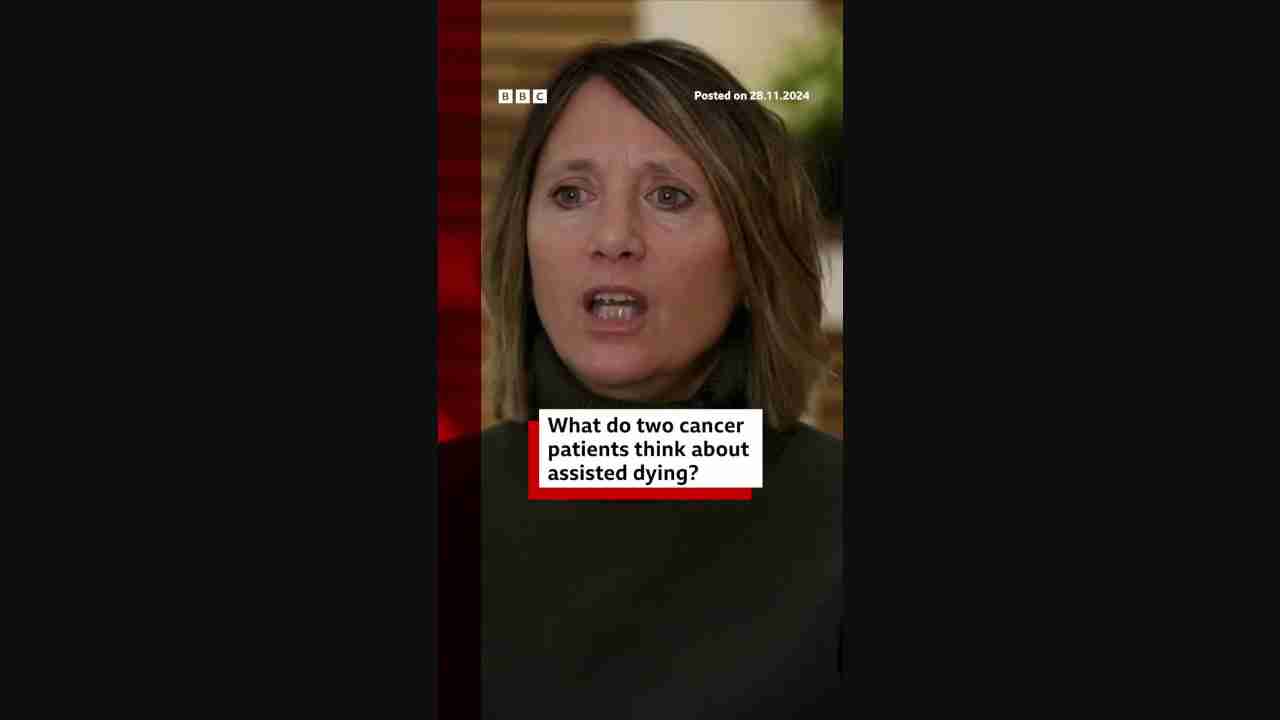 BBC
Posted on 28.11.2024
What do two cancer
patients think about
assisted dying?